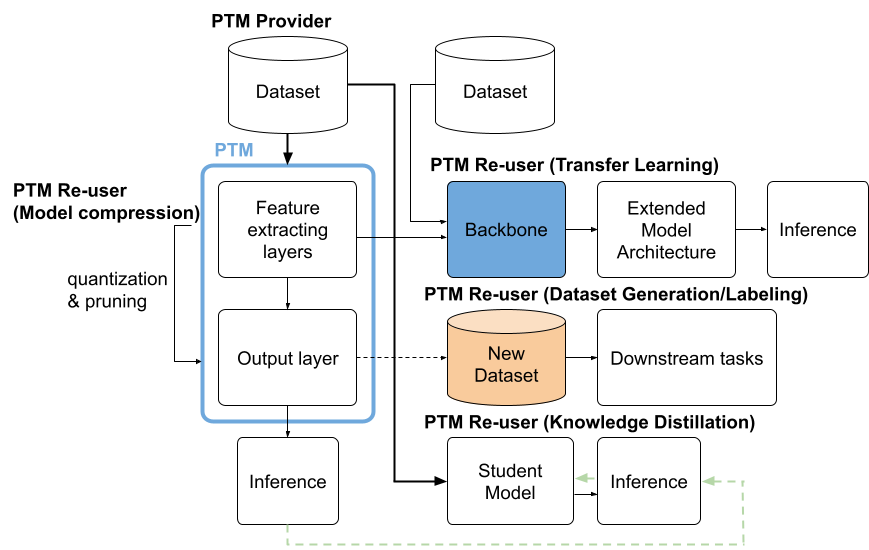 PTM Provider
Dataset
Dataset
PTM
PTM Re-user
(Model compression)
quantization
& pruning
Feature
extracting
layers
Output layer
Inference
PTM Re-user (Transfer Learning)
Backbone
Extended
Model
Architecture
Inference
PTM Re-user (Dataset Generation/Labeling)
New
Dataset
Downstream tasks
PTM Re-user (Knowledge Distillation)
Student
Model
Inference